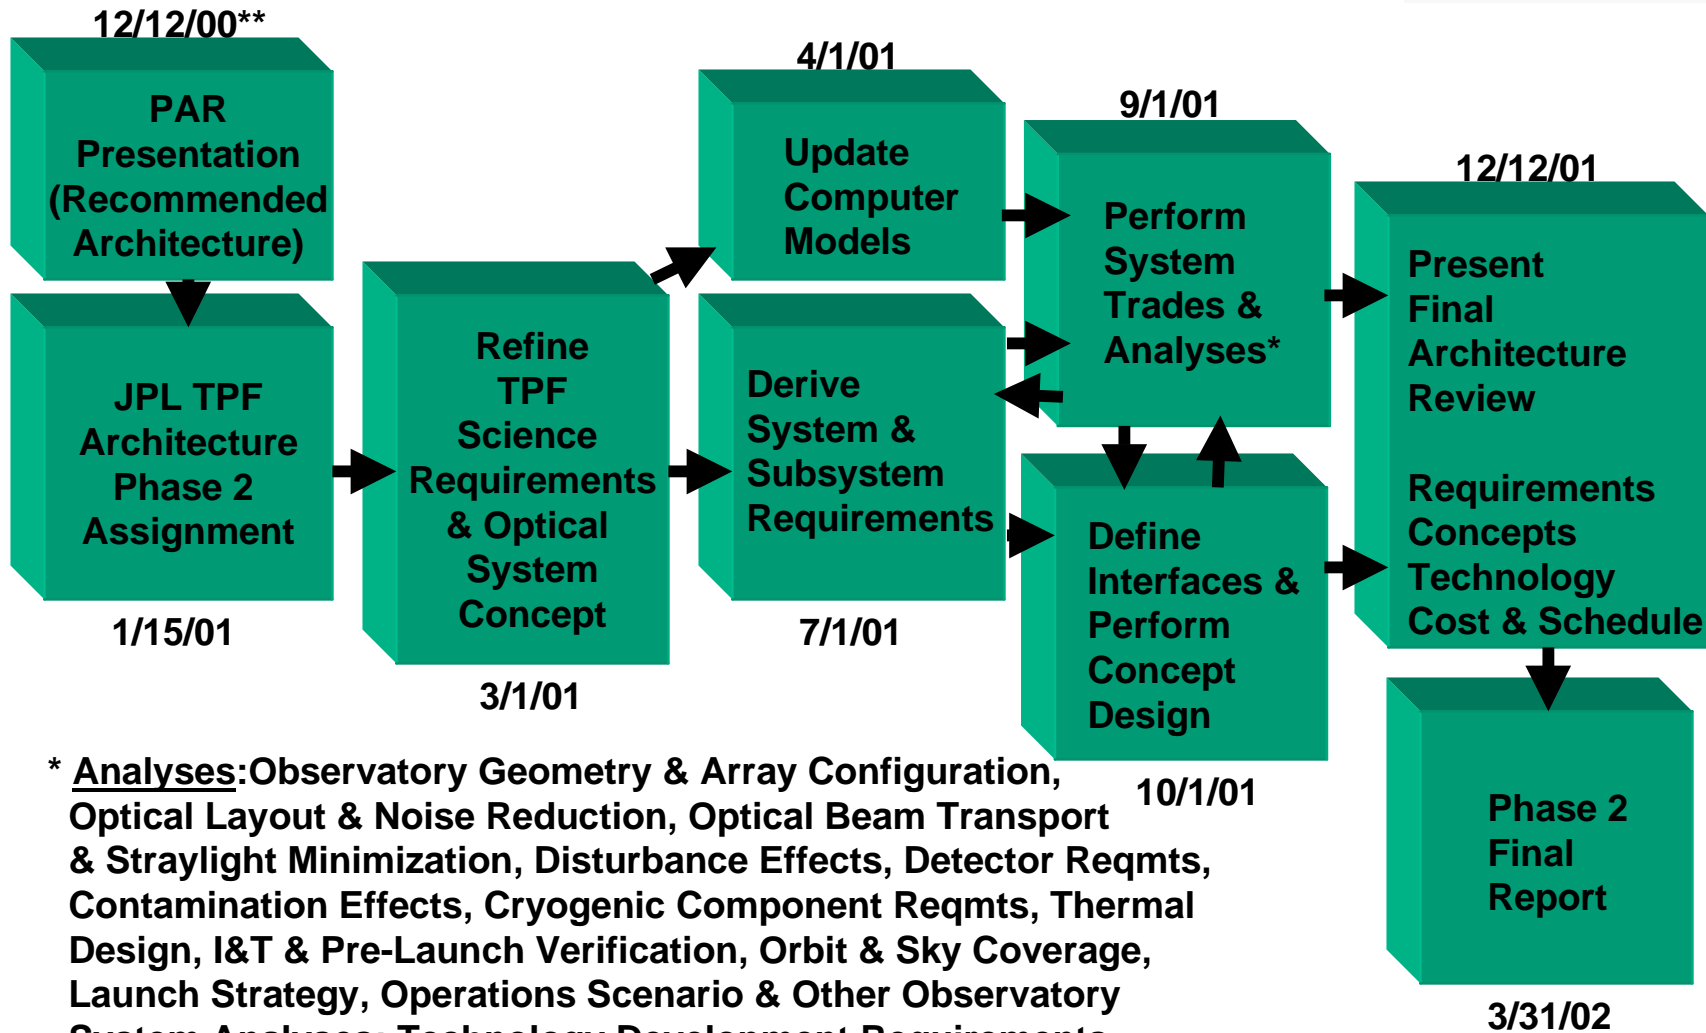 12/12/00**
PAR
Presentation
(Recommended
Architecture)
JPL TPF
Architecture
Phase 2
Assignment
1/15/01
Refine
TPF
Science
Requirements
& Optical
System
Concept
3/1/01
4/1/01
Update
Computer
Models
Derive
System &
Subsystem
Requirements
7/1/01
9/1/01
Perform
System
Trades &
Analyses*
Define
Interfaces &
Perform
Concept
Design
10/1/01
12/12/01
Present
Final
Architecture
Review
Requirements
Concepts
Technology
Cost & Schedule
Phase 2
Final
Report
3/31/02
* Analyses:Observatory Geometry & Array Configuration,
Optical Layout & Noise Reduction, Optical Beam Transport
& Straylight Minimization, Disturbance Effects, Detector Reqmts,
Contamination Effects, Cryogenic Component Reqmts, Thermal
Design, I&T & Pre-Launch Verification, Orbit & Sky Coverage,
Launch Strategy, Operations Scenario & Other Observatory
System Analyses; Technology Development Requirements